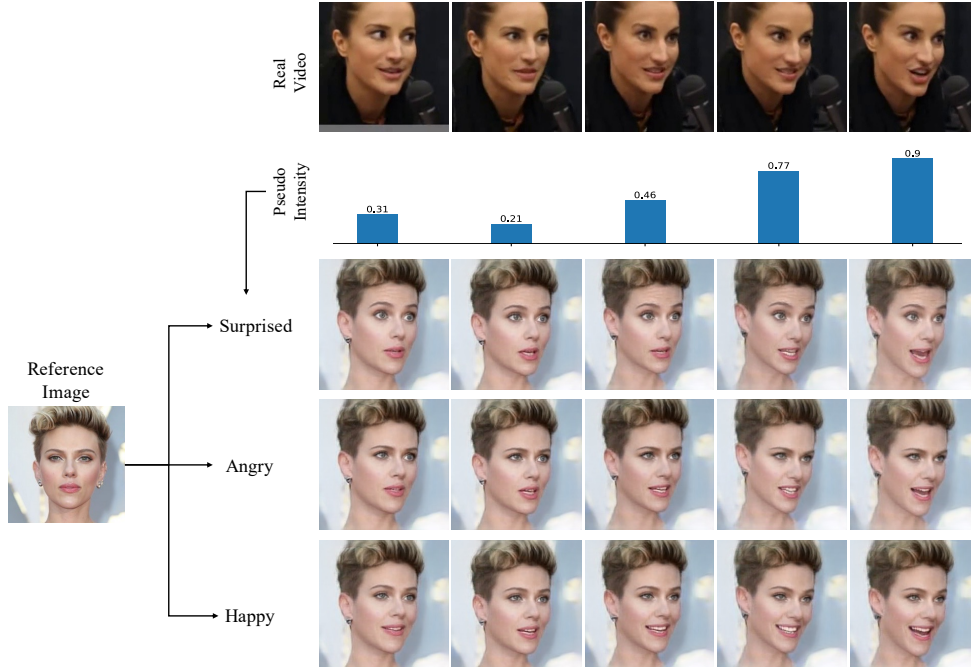 Real
Video
Pseudo
Intensity
0.31
0.21
0.46
0.77
0.9
Surprised
Reference
Image
Angry
Happy